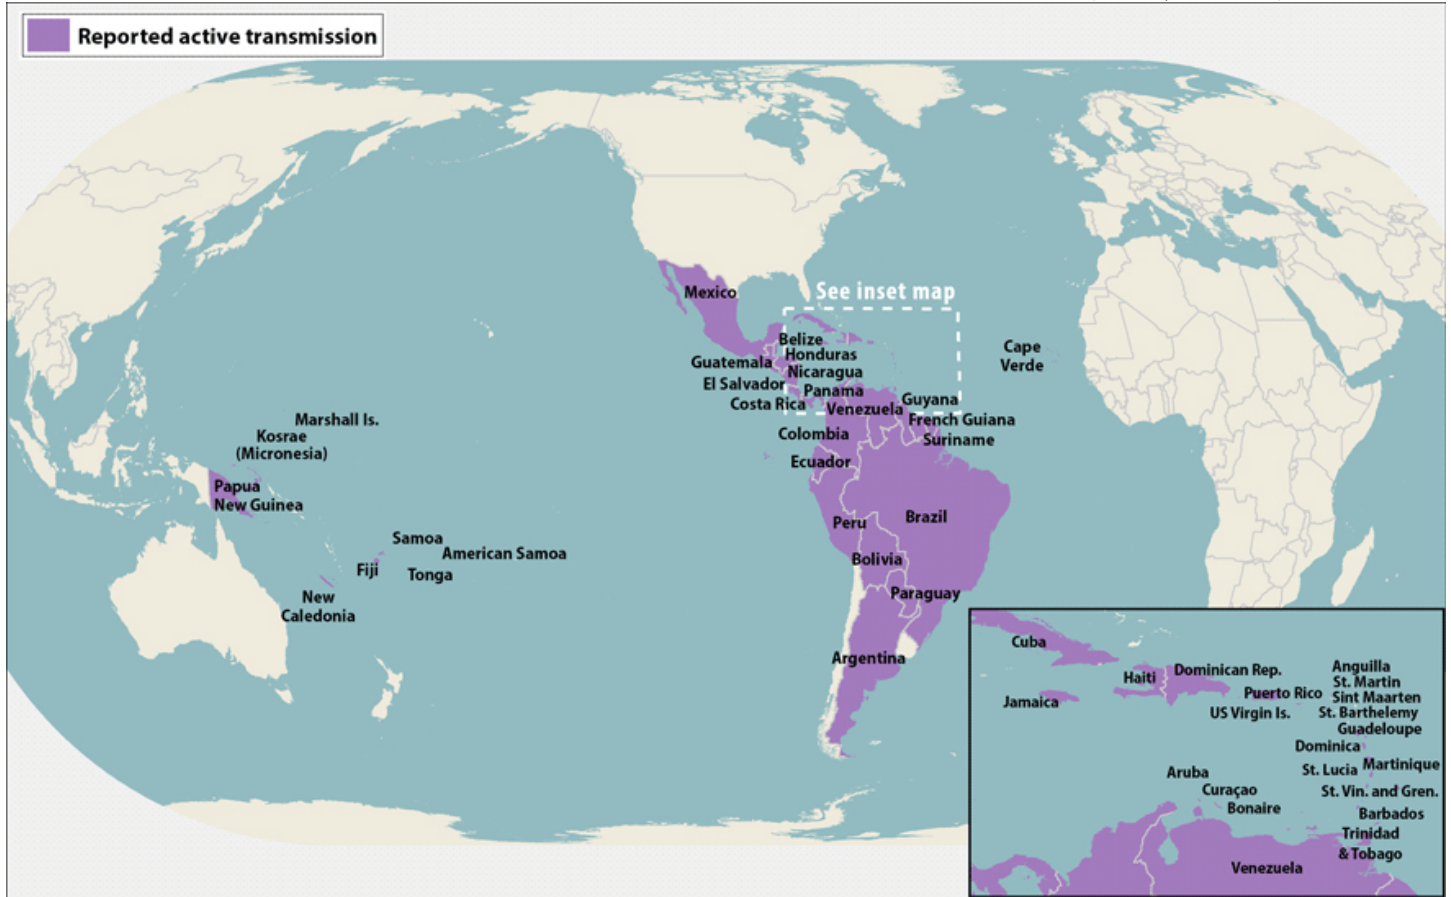 Reported active transmission
See inset map
Mexico
Belize
Honduras
Guatemala
Nicaragua
El Salvador
Panama
Costa Rica
Venezuela
Guyana
French Guiana
Suriname
Colombia
Ecuador
Peru
Brazil
Bolivia
Paraguay
Argentina
Cape
Verde
Marshall Is.
Kosrae
(Micronesia)
Papua
New Guinea
Samoa
American Samoa
Fiji
Tonga
New
Caledonia
Cuba
Haiti
Dominican Rep.
Jamaica
Puerto Rico
US Virgin Is.
Anguilla
St. Martin
Sint Maarten
St. Barthelemy
Guadeloupe
Dominica
Martinique
St. Lucia
St. Vin. and Gren.
Aruba
Curaçao
Bonaire
Barbados
Trinidad
& Tobago
Venezuela